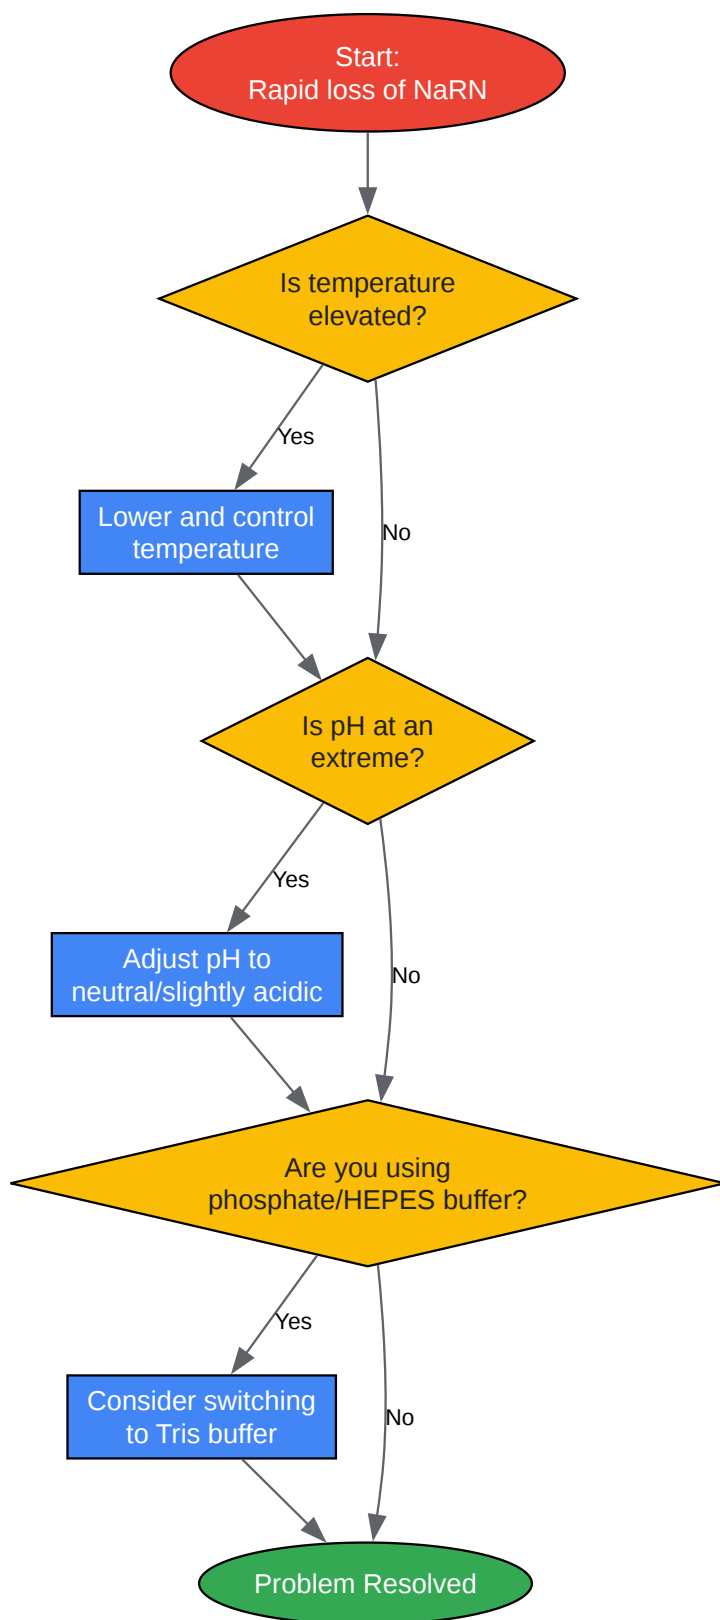 Start:
Rapid loss of NaRN
Is temperature
elevated?
Yes
Lower and control
temperature
No
Is pH at an
extreme?
Yes
Adjust pH to
neutral/slightly acidic
No
Are you using
phosphate/HEPES buffer?
Yes
Consider switching
to Tris buffer
No
Problem Resolved